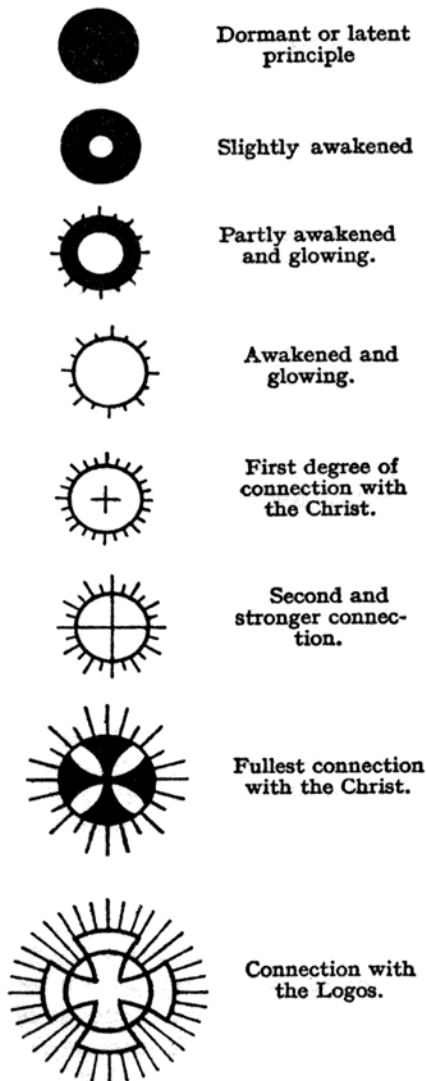 Dormant or latent
principle
Slightly awakened
Partly awakened
and glowing.
Awakened and
glowing.
First degree of
connection with
the Christ.
Second and
stronger connec-
tion.
Fullest connection
with the Christ.
Connection with
the Logos.